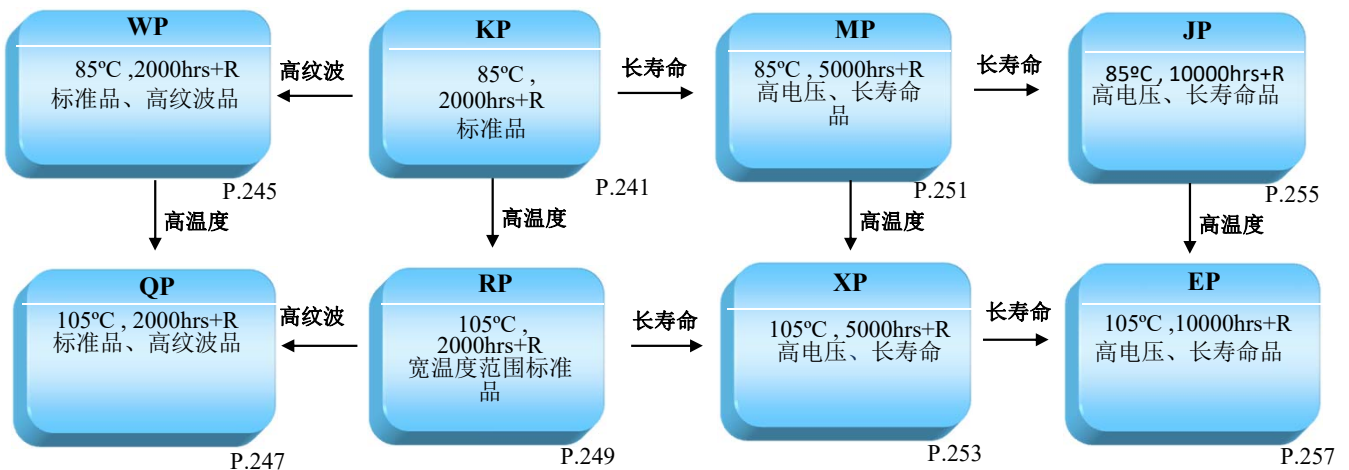 WP
85ºC ,2000hrs+R
标准品、高纹波品
P.245
高纹波
KP
85ºC ,
2000hrs+R
标准品
P.241
长寿命
MP
85ºC , 5000hrs+R
高电压、长寿命
品
P.251
长寿命
JP
85ºC , 10000hrs+R
高电压、长寿命品
P.255
高温度
高温度
高温度
高温度
QP
105ºC , 2000hrs+R
标准品、高纹波品
P.247
高纹波
RP
105ºC ,
2000hrs+R
宽温度范围标准
品
P.249
长寿命
XP
105ºC , 5000hrs+R
高电压、长寿命
P.253
长寿命
EP
105ºC ,10000hrs+R
高电压、长寿命品
P.257